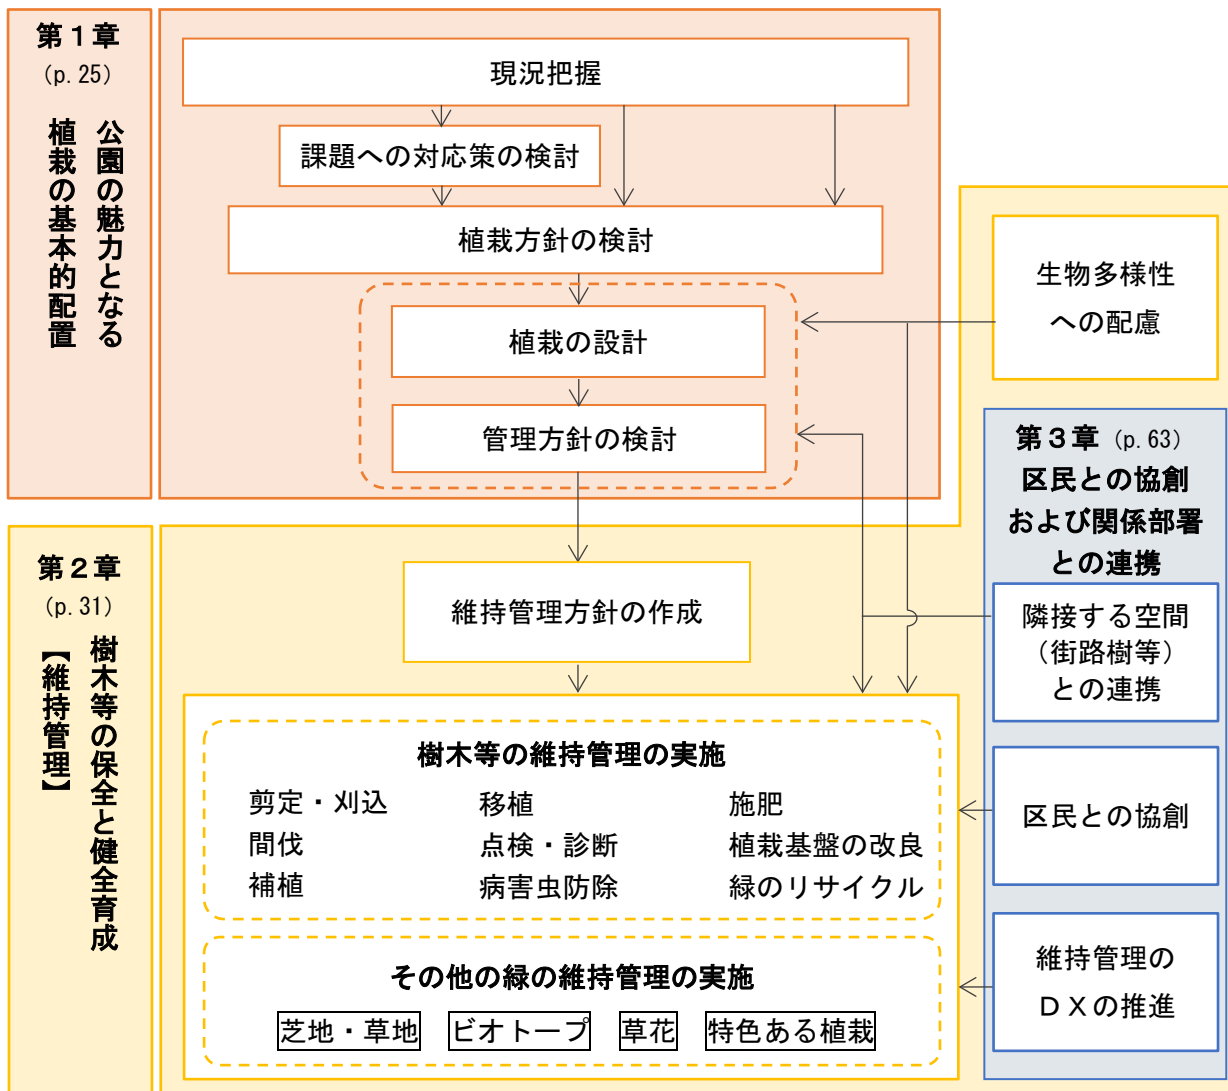 第１章
（p. 25）
公園の魅力となる
植栽の基本的配置
現況把握
課題への対応策の検討
植栽方針の検討
植栽の設計
管理方針の検討
生物多様性
への配慮
第３章（p. 63）
区民との協創
および関係部署
との連携
隣接する空間
（街路樹等）
との連携
区民との協創
維持管理の
ＤＸの推進
第２章
（p. 31）
樹木等の保全と健全育成
【維持管理】
維持管理方針の作成
樹木等の維持管理の実施
剪定・刈込 移植 施肥
間伐 点検・診断 植栽基盤の改良
補植 病害虫防除 緑のリサイクル
その他の緑の維持管理の実施
芝地・草地 ビオトープ 草花 特色ある植栽